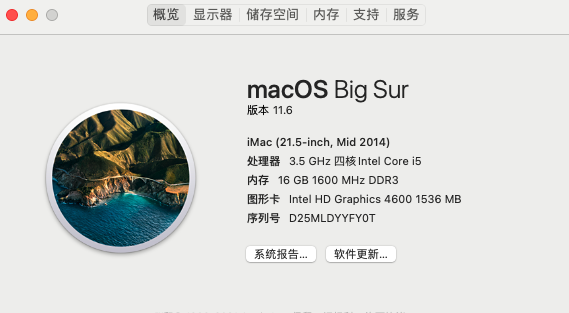 概览 显示器 储存空间 内存 支持 服务
macOS Big Sur
版本 11.6
iMac (21.5-inch, Mid 2014)
处理器 3.5 GHz 四核Intel Core i5
内存 16 GB 1600 MHz DDR3
图形卡 Intel HD Graphics 4600 1536 MB
序列号 D25MLDYYFY0T
系统报告... 软件更新...